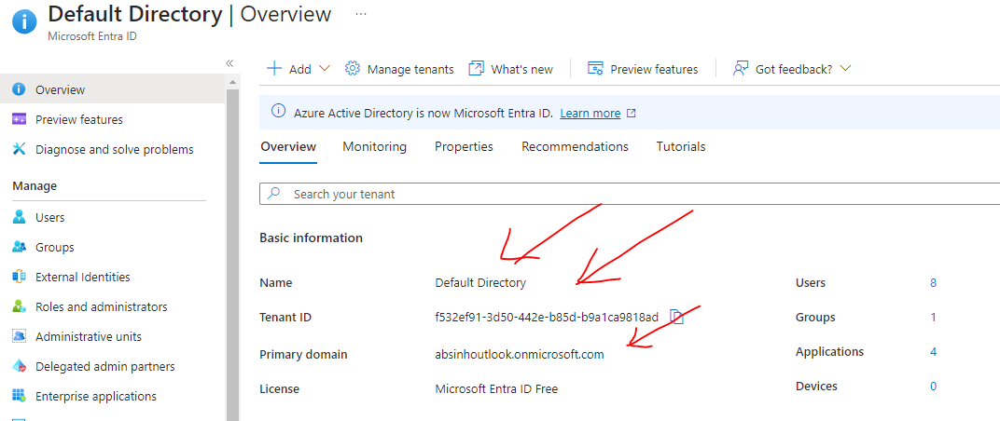 Default Directory | Overview ...
Microsoft Entra ID
«
Add
Manage tenants
What's new
Preview features
Got feedback?
Overview
Preview features
Diagnose and solve problems
Manage
Users
Groups
External Identities
Roles and administrators
Administrative units
Delegated admin partners
Enterprise applications
Azure Active Directory is now Microsoft Entra ID. Learn more
Overview Monitoring Properties Recommendations Tutorials
Search your tenant
Basic information
Name Default Directory Users 8
Tenant ID f532ef91-3d50-442e-b85d-b9a1ca9818ad Groups 1
Primary domain absinhoutlook.onmicrosoft.com Applications 4
License Microsoft Entra ID Free Devices 0